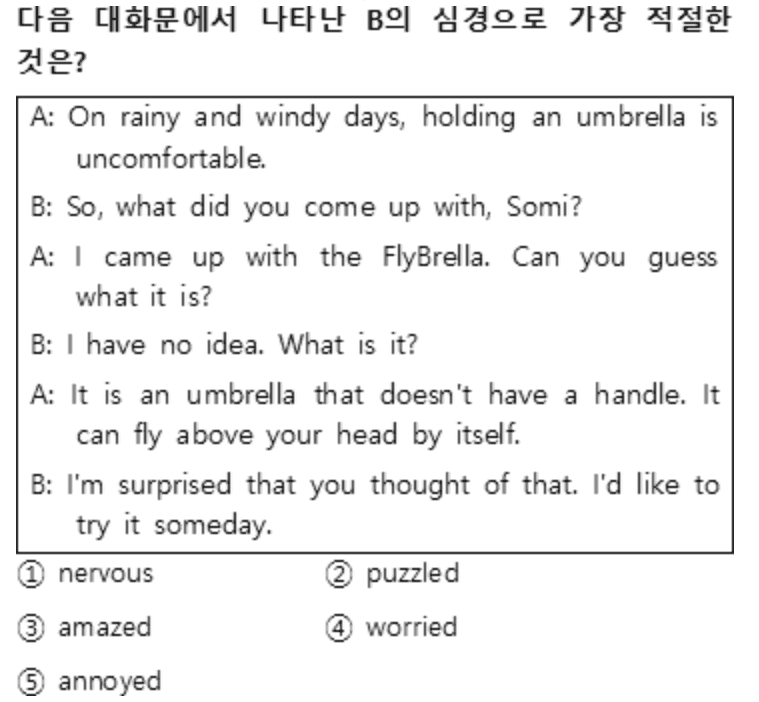 다음 대화문에서 나타난 B의 심경으로 가장 적절한
것은?
A: On rainy and windy days, holding an umbrella is
uncomfortable.
B: So, what did you come up with, Somi?
A: I came up with the FlyBrella. Can you guess
what it is?
B: I have no idea. What is it?
A: It is an umbrella that doesn't have a handle. It
can fly above your head by itself.
B: I'm surprised that you thought of that. I'd like to
try it someday.
① nervous ② puzzled
③ amazed ④ worried
⑤ annoyed